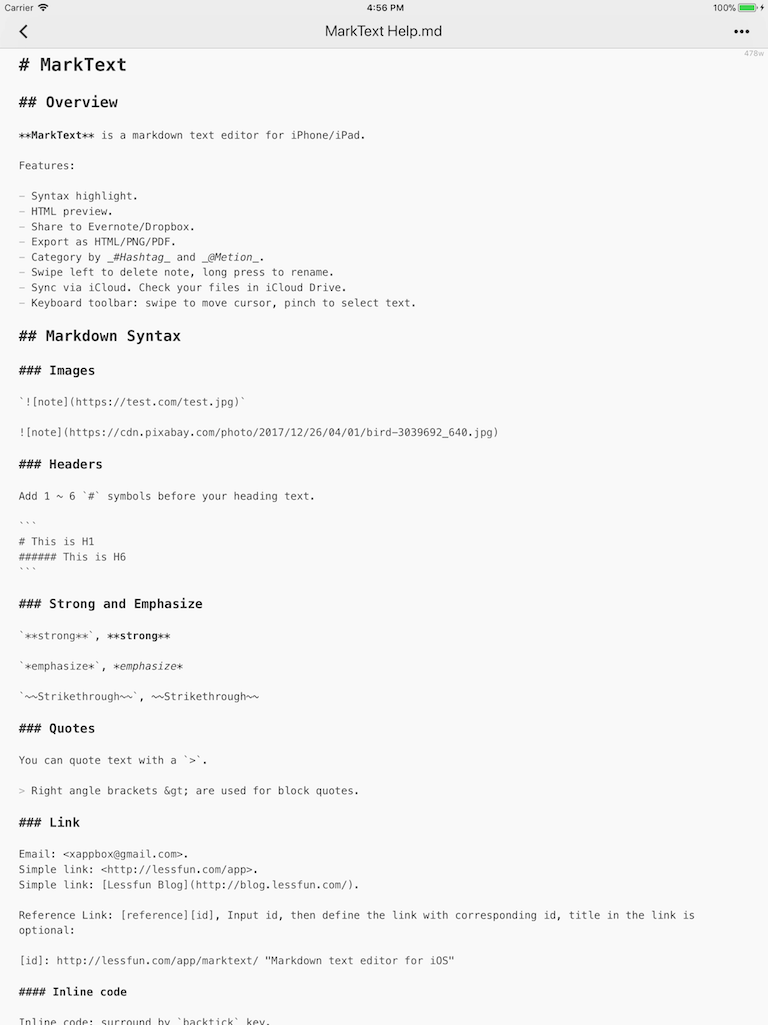 Carrier 4:56 PM 100%
MarkText Help.md
478w
# MarkText
## Overview
**MarkText** is a markdown text editor for iPhone/iPad.
Features:
- Syntax highlight.
- HTML preview.
- Share to Evernote/Dropbox.
- Export as HTML/PNG/PDF.
- Category by _#Hashtag_ and _@Metion_.
- Swipe left to delete note, long press to rename.
- Sync via iCloud. Check your files in iCloud Drive.
- Keyboard toolbar: swipe to move cursor, pinch to select text.
## Markdown Syntax
### Images
`![note](https://test.com/test.jpg)`
![note](https://cdn.pixabay.com/photo/2017/12/26/04/01/bird-3039692_640.jpg)
### Headers
Add 1 ~ 6 `#` symbols before your heading text.
```
# This is H1
###### This is H6
```
### Strong and Emphasize
`**strong**`, **strong**
`*emphasize*`, *emphasize*
`~~Strikethrough~~`, ~~Strikethrough~~
### Quotes
You can quote text with a `>`.
> Right angle brackets &gt; are used for block quotes.
### Link
Email: <xappbox@gmail.com>.
Simple link: <http://lessfun.com/app>.
Simple link: [Lessfun Blog](http://blog.lessfun.com/).
Reference Link: [reference][id], Input id, then define the link with corresponding id, title in the link is
optional:
[id]: http://lessfun.com/app/marktext/ "Markdown text editor for iOS"
#### Inline code
Inline code: surround by `backtick` key.